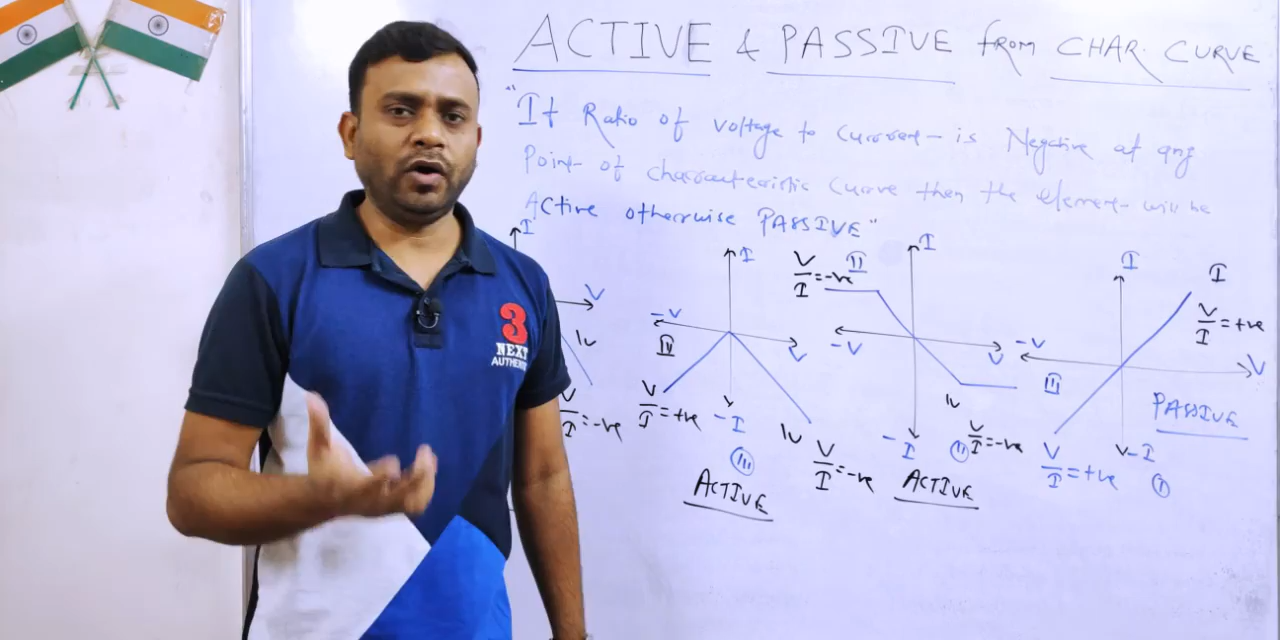 ACTIVE & PASSIVE from CHAR. CURVE
"If Ratio of Voltage to Current is Negative at any
Point of characteristic Curve then the element will be
Active otherwise PASSIVE"
I
V
IV
V/I = -ve
I
-V
V
IV
V/I = +ve
-I
IV
V/I = -ve
III
ACTIVE
V/I = -ve
II
I
-V
V
-I
IV
V/I = -ve
II
ACTIVE
I
I
V/I = +ve
-V
V
III
PASSIVE
V/I = +ve
-I
I
3
NEXT
AUTHE